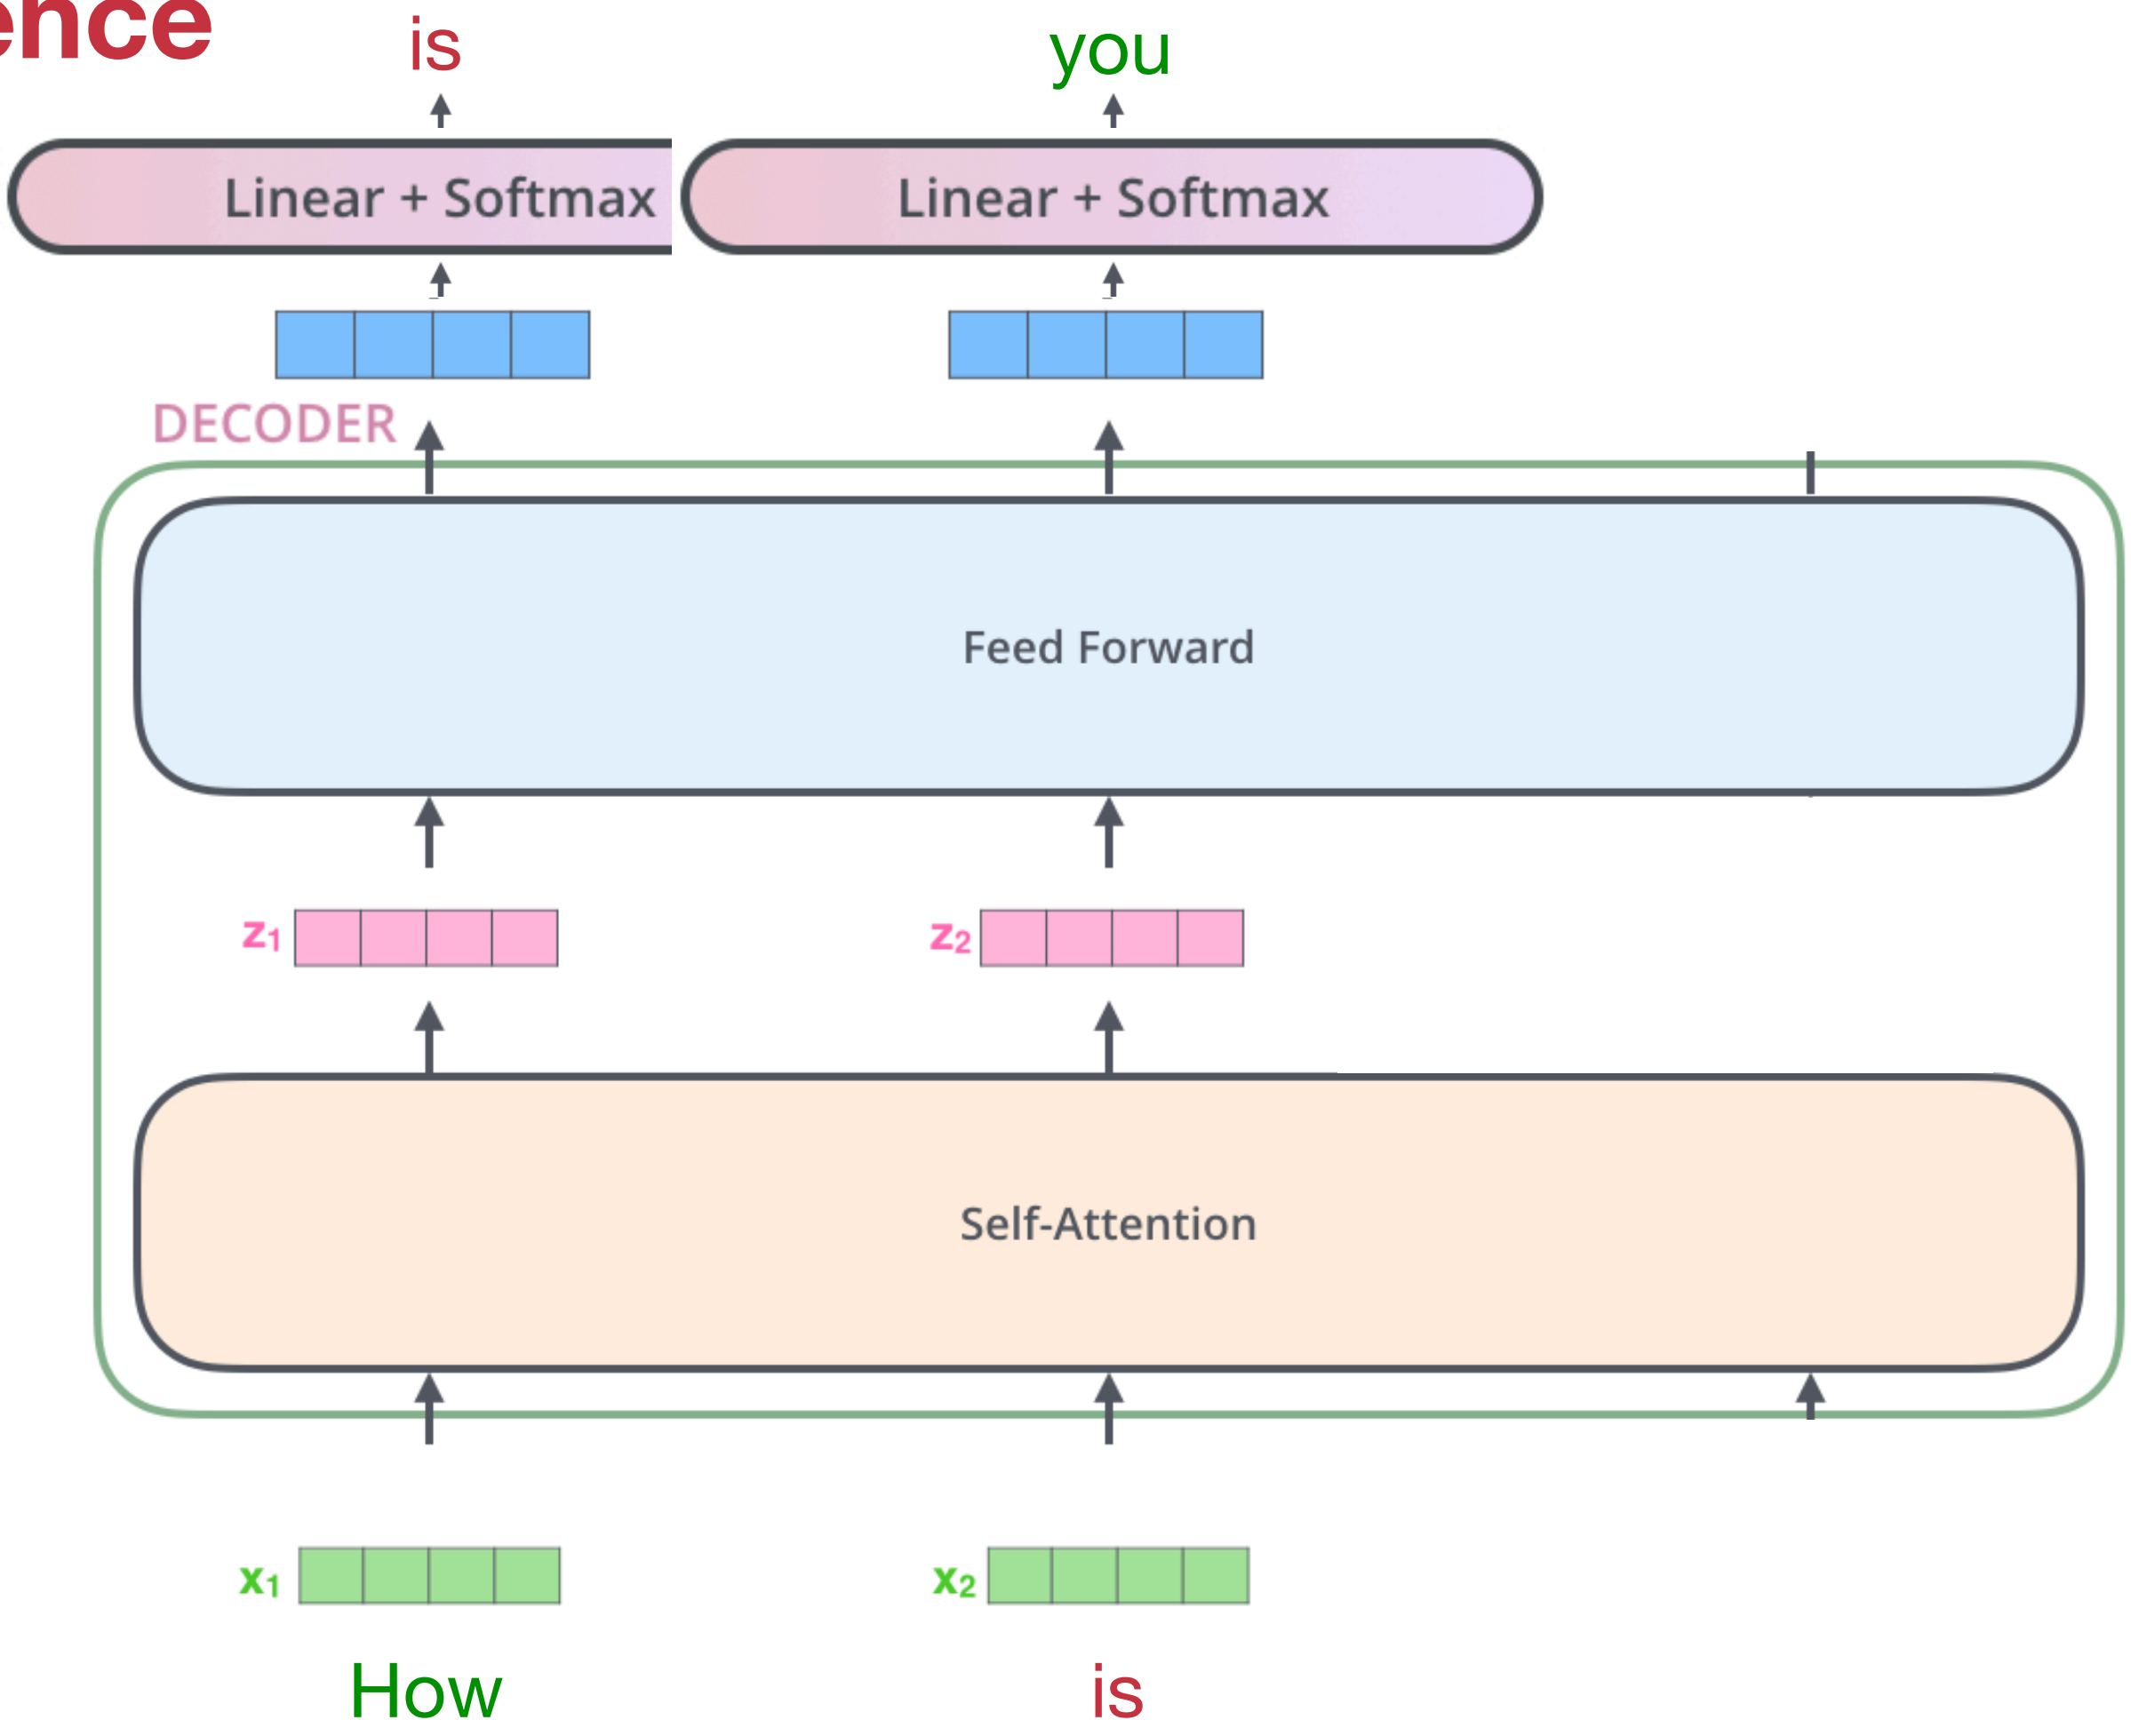 ence
is you
Linear + Softmax Linear + Softmax
DECODER
Feed Forward
z1 z2
Self-Attention
x1 x2
How is